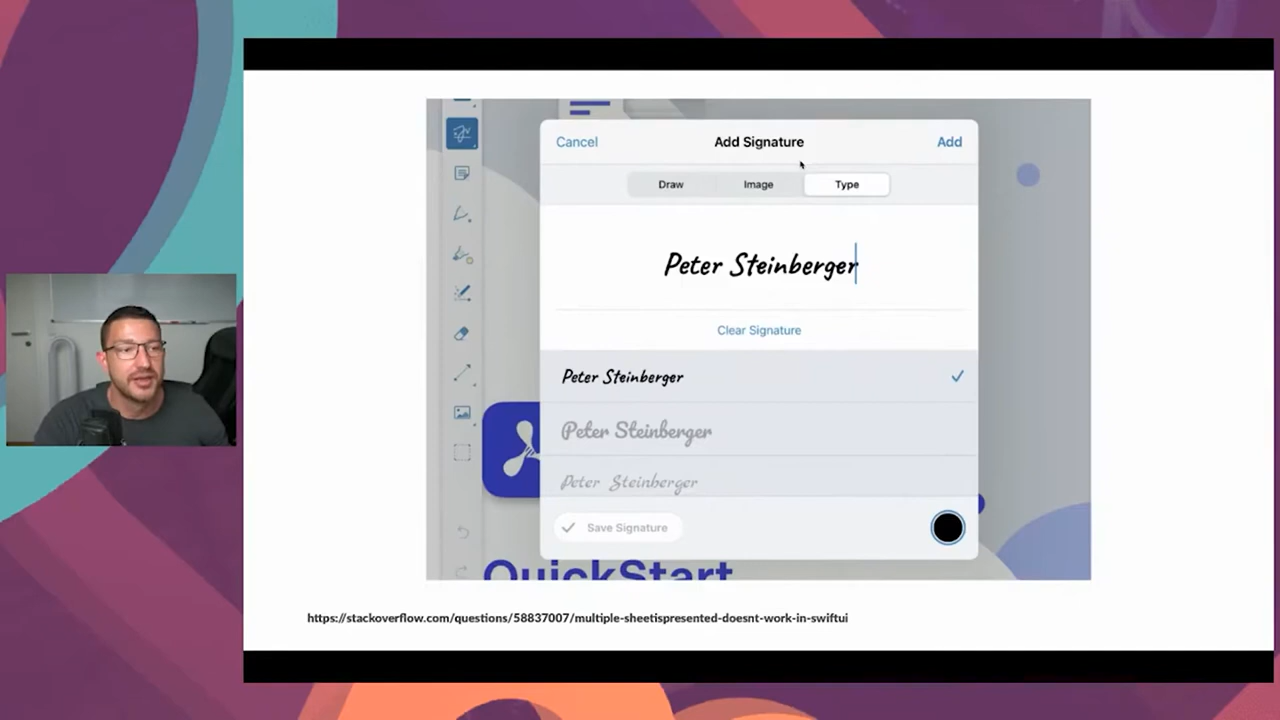 Cancel
Add Signature
Add
Draw
Image
Type
Peter Steinberger
Clear Signature
Peter Steinberger
Peter Steinberger
Peter Steinberger
Save Signature
QuickStart
https://stackoverflow.com/questions/58837007/multiple-sheetispresented-doesnt-work-in-swiftui